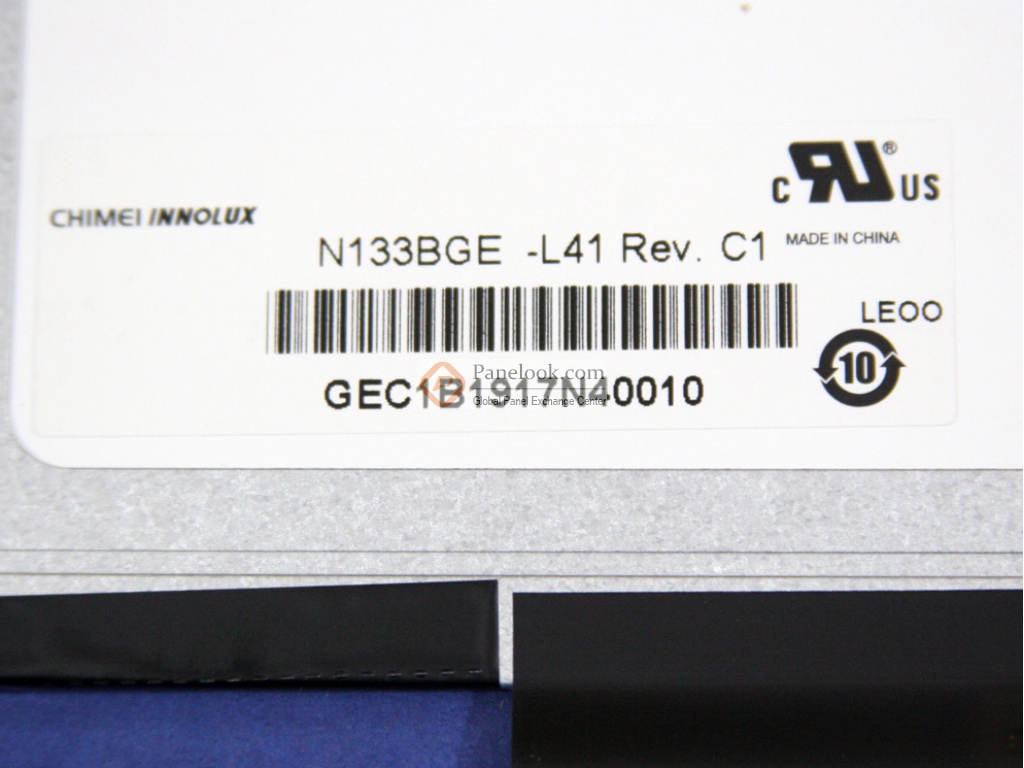 C RU ® US
CHIMEI INNOLUX
N133BGE -L41 Rev. C1
MADE IN CHINA
LEOO
10
Panelook.com
GEC1B1917N40010
Global Panel Exchange Center